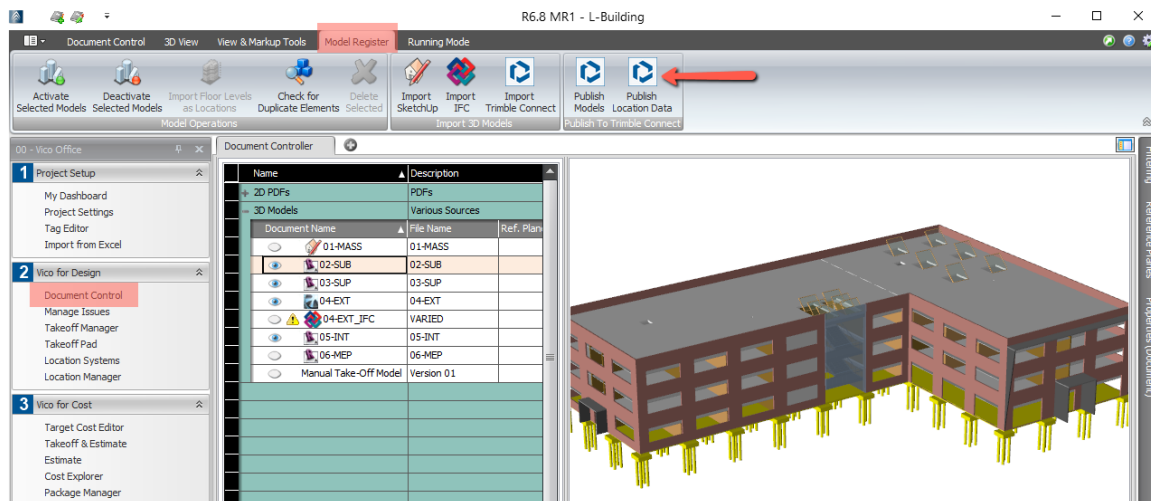 R6.8 MR1 - L-Building
Document Control 3D View View & Markup Tools Model Register Running Mode
Activate Selected Models
Deactivate Selected Models
Import Floor Levels as Locations
Check for Duplicate Elements
Delete Selected
Import SketchUp
Import IFC
Import Trimble Connect
Publish Models
Publish Location Data
Model Operations
Import 3D Models
Publish To Trimble Connect
00 - Vico Office
1 Project Setup
My Dashboard
Project Settings
Tag Editor
Import from Excel
2 Vico for Design
Document Control
Manage Issues
Takeoff Manager
Takeoff Pad
Location Systems
Location Manager
3 Vico for Cost
Target Cost Editor
Takeoff & Estimate
Estimate
Cost Explorer
Package Manager
Document Controller
Name Description
2D PDFs PDFs
3D Models Various Sources
Document Name File Name Ref. Plan
01-MASS 01-MASS
02-SUB 02-SUB
03-SUP 03-SUP
04-EXT 04-EXT
04-EXT_IFC VARIED
05-INT 05-INT
06-MEP 06-MEP
Manual Take-Off Model Version 01
Filtering
Reference Planes
Properties (Document)